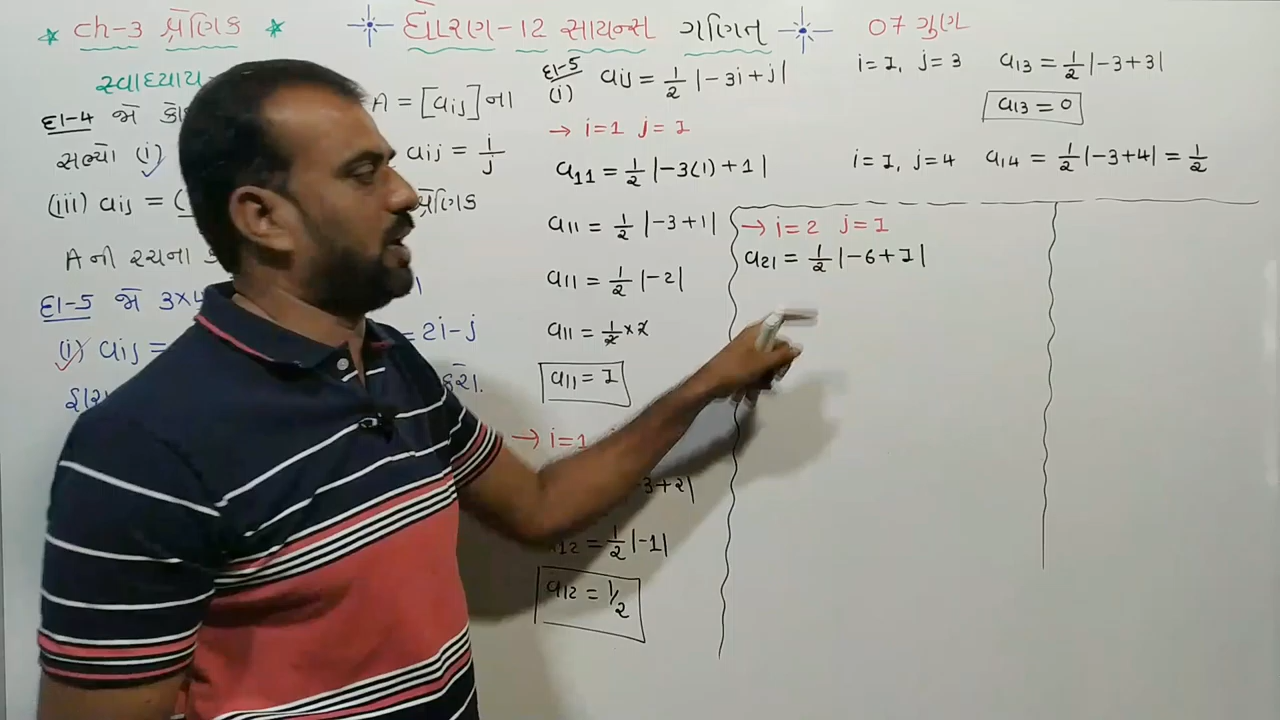 Ch-3 શ્રેણિક
ધોરણ-12 સાયન્સ ગણિત
07 ગુણ
સ્વાધ્યાય-
દા-4 જો
A = [aij] ના
સભ્યો (i)
aij = i/j
(iii) aij =
શ્રેણિક
A ની રચના
દા-5 જો 3×4
(i) aij =
= 2i-j
દા-5
(i)
aij = 1/2 |-3i+j|
→ i=1 j=1
a11 = 1/2 |-3(1)+1|
a11 = 1/2 |-3+1|
a11 = 1/2 |-2|
a11 = 1/2 × 2
a11 = 1
→ i=1
-3+2|
a12 = 1/2 |-1|
a12 = 1/2
i=1, j=3 a13 = 1/2 |-3+3|
a13 = 0
i=1, j=4 a14 = 1/2 |-3+4| = 1/2
→ i=2 j=1
a21 = 1/2 |-6+1|